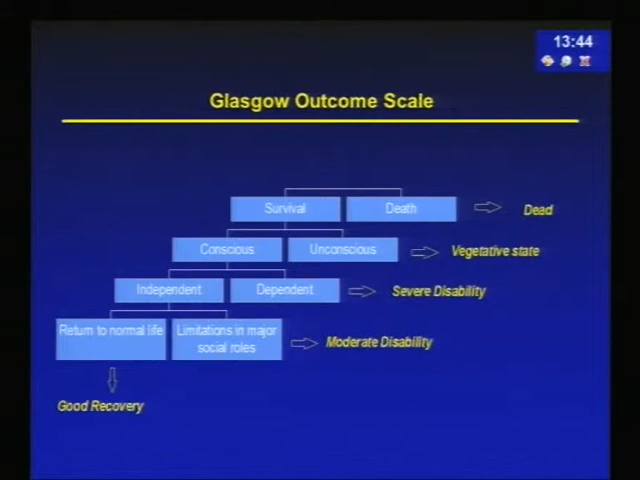 13:44
Glasgow Outcome Scale
Survival
Death
Dead
Conscious
Unconscious
Vegetative state
Independent
Dependent
Severe Disability
Return to normal life
Limitations in major
social roles
Moderate Disability
Good Recovery